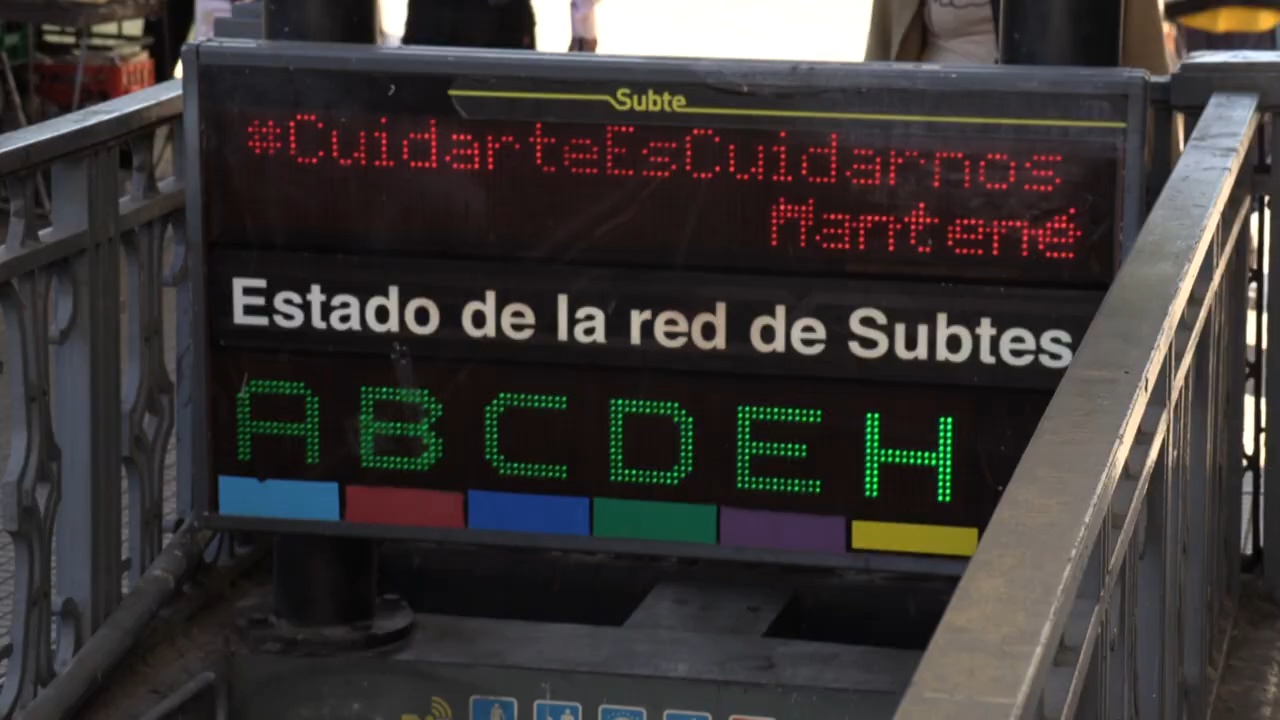 Subte
#CuidarteEsCuidarnos
Mantené
Estado de la red de Subtes
A B C D E H